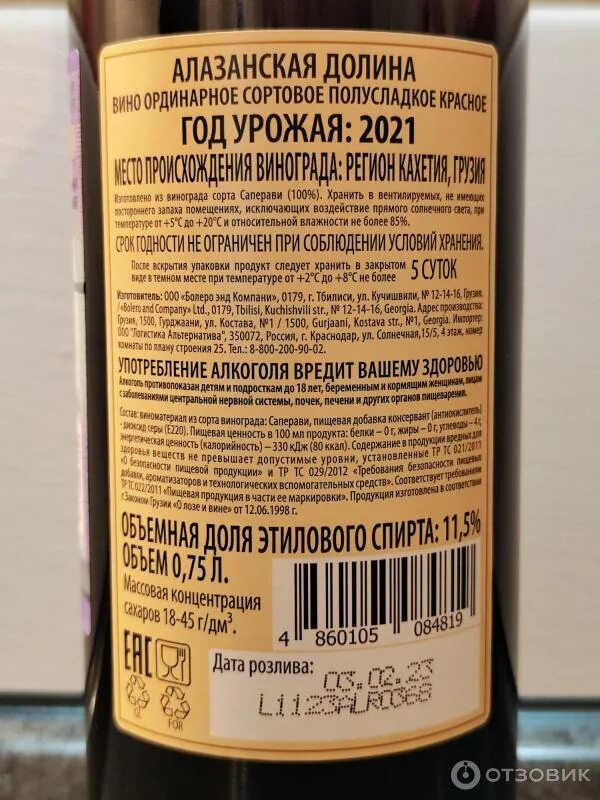 АЛАЗАНСКАЯ ДОЛИНА
ВИНО ОРДИНАРНОЕ СОРТОВОЕ ПОЛУСЛАДКОЕ КРАСНОЕ
ГОД УРОЖАЯ: 2021
МЕСТО ПРОИСХОЖДЕНИЯ ВИНОГРАДА: РЕГИОН КАХЕТИЯ, ГРУЗИЯ
Изготовлено из винограда сорта Саперави (100%). Хранить в вентилируемых, не имеющих
постороннего запаха помещениях, исключающих воздействие прямого солнечного света, при
температуре от +5°С до +20°С и относительной влажности не более 85%.
СРОК ГОДНОСТИ НЕ ОГРАНИЧЕН ПРИ СОБЛЮДЕНИИ УСЛОВИЙ ХРАНЕНИЯ.
После вскрытия упаковки продукт следует хранить в закрытом
виде в темном месте при температуре от +2°С до +8°С не более 5 СУТОК
Изготовитель: ООО «Болеро энд Компани», 0179, г. Тбилиси, ул. Кучишвили, № 12-14-16, Грузия.
/«Bolero and Company» Ltd., 0179, Tbilisi, Kuchishvili str., № 12-14-16, Georgia. Адрес производства:
Грузия, 1500, Гурджаани, ул. Костава, №1 / 1500, Gurjaani, Kostava str., №1, Georgia. Импортер:
ООО "Логистика Альтернатива", 350072, Россия, г. Краснодар, ул. Солнечная,15/5, 4 этаж, номер
комнаты по плану строения 25. Тел.: 8-800-200-90-02.
УПОТРЕБЛЕНИЕ АЛКОГОЛЯ ВРЕДИТ ВАШЕМУ ЗДОРОВЬЮ
Алкоголь противопоказан детям и подросткам до 18 лет, беременным и кормящим женщинам, лицам
с заболеваниями центральной нервной системы, почек, печени и других органов пищеварения.
Состав: виноматериал из сорта винограда: Саперави, пищевая добавка консервант (антиокислитель)
- диоксид серы (Е220). Пищевая ценность в 100 мл продукта: белки – 0 г, жиры – 0 г, углеводы – 4 г,
энергетическая ценность (калорийность) – 330 кДж (80 ккал). Содержание в продукции вредных для
здоровья веществ не превышает допустимые уровни, установленные ТР ТС 021/2011
«О безопасности пищевой продукции» и ТР ТС 029/2012 «Требования безопасности пищевых
добавок, ароматизаторов и технологических вспомогательных средств». Соответствует требованиям
ТР ТС 022/2011 «Пищевая продукция в части ее маркировки». Продукция изготовлена в соответствии
с Законом Грузии «О лозе и вине» от 12.06.1998 г.
ОБЪЕМНАЯ ДОЛЯ ЭТИЛОВОГО СПИРТА: 11,5%
ОБЪЕМ 0,75 Л.
Массовая концентрация
сахаров 18-45 г/дм³.
4 860105 084819
EAC
GL
FOR
Дата розлива:
03.02.23
L1123ALR0368
ОТЗОВИК